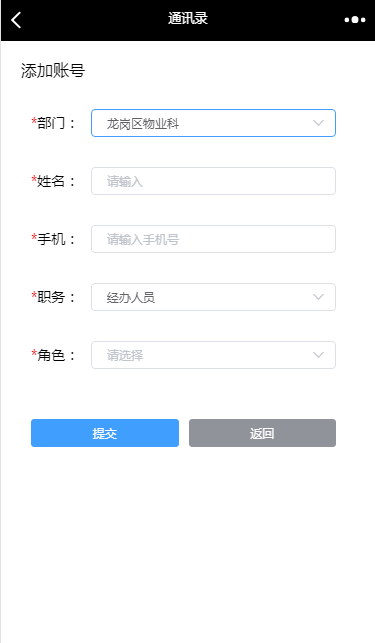 通讯录
添加账号
*部门： 龙岗区物业科
*姓名： 请输入
*手机： 请输入手机号
*职务： 经办人员
*角色： 请选择
提交 返回